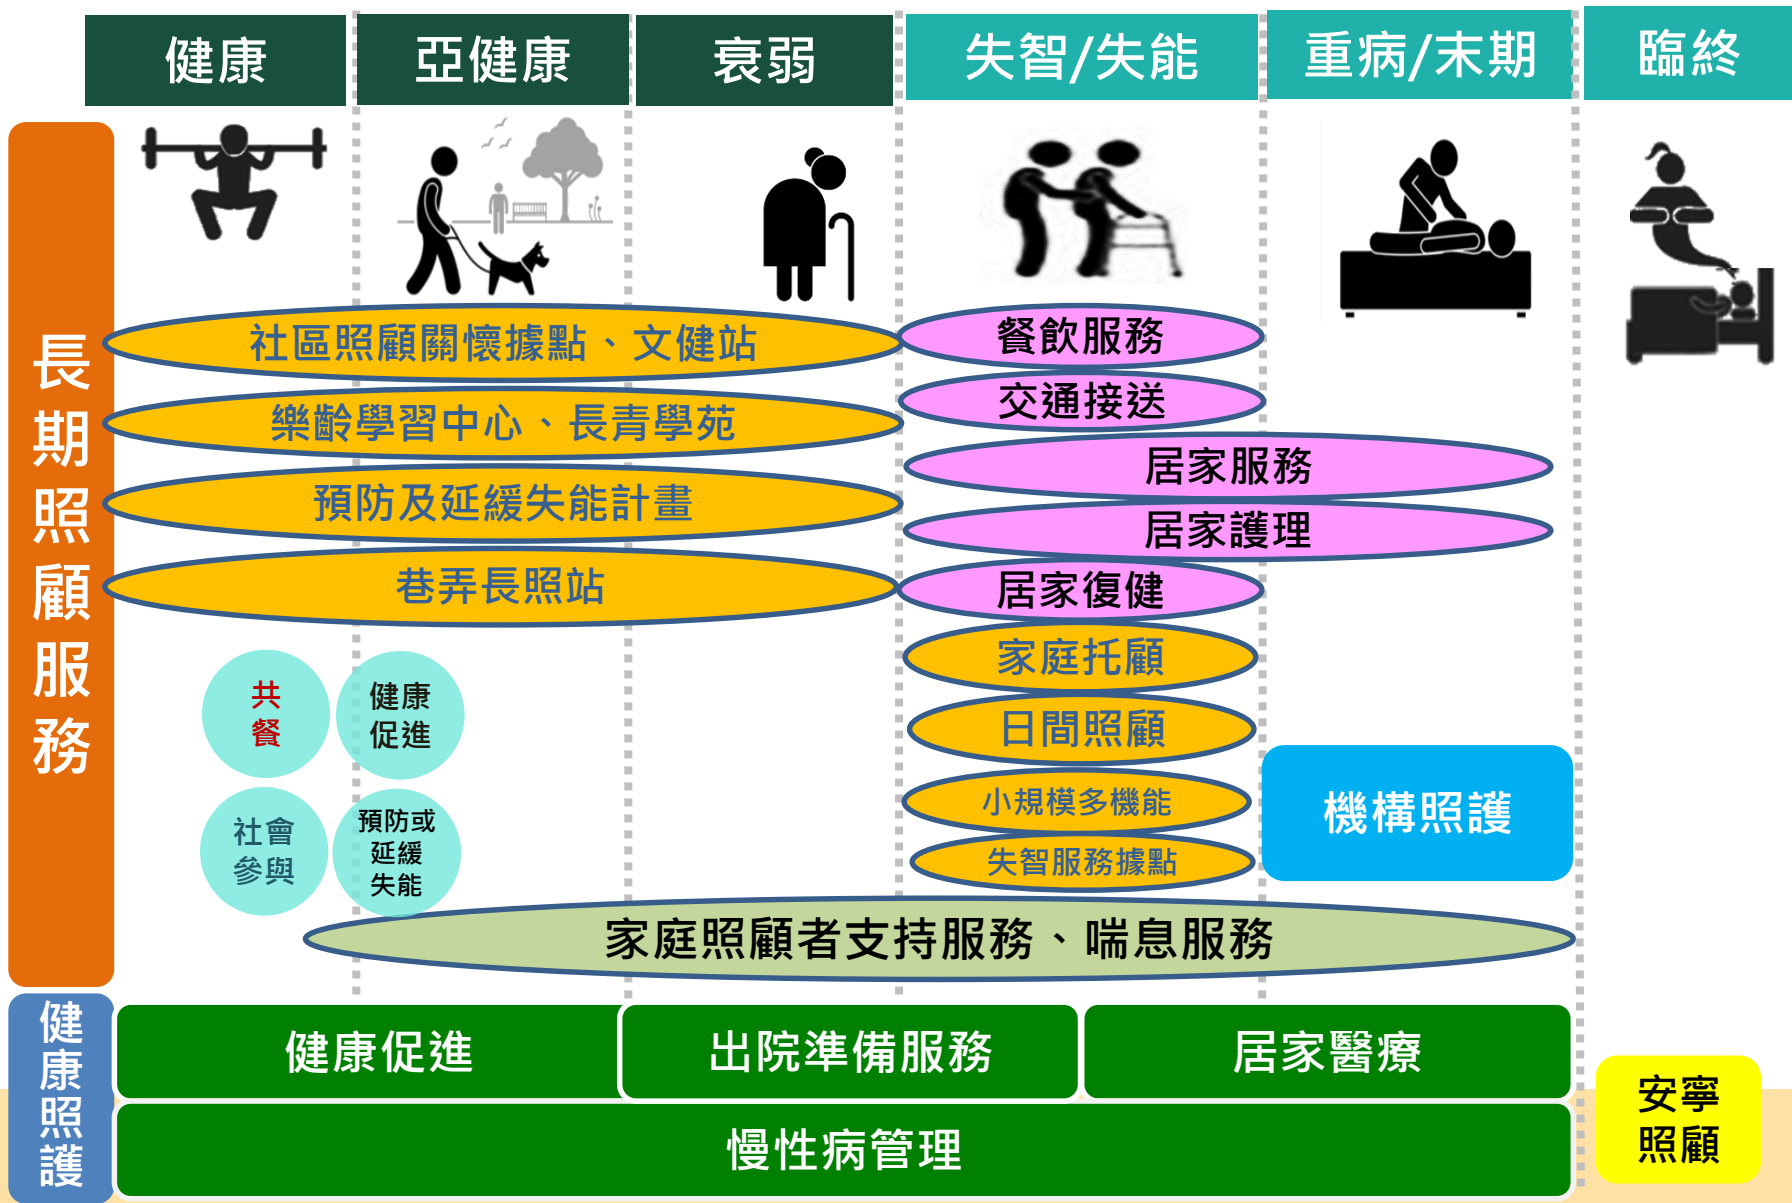 健康
亞健康
衰弱
失智/失能
重病/末期
臨終
長期照顧服務
社區照顧關懷據點、文健站
樂齡學習中心、長青學苑
預防及延緩失能計畫
巷弄長照站
共
餐
健康
促進
社會
參與
預防或
延緩
失能
餐飲服務
交通接送
居家服務
居家護理
居家復健
家庭托顧
日間照顧
小規模多機能
失智服務據點
機構照護
家庭照顧者支持服務、喘息服務
健康照護
健康促進
出院準備服務
居家醫療
慢性病管理
安寧
照顧